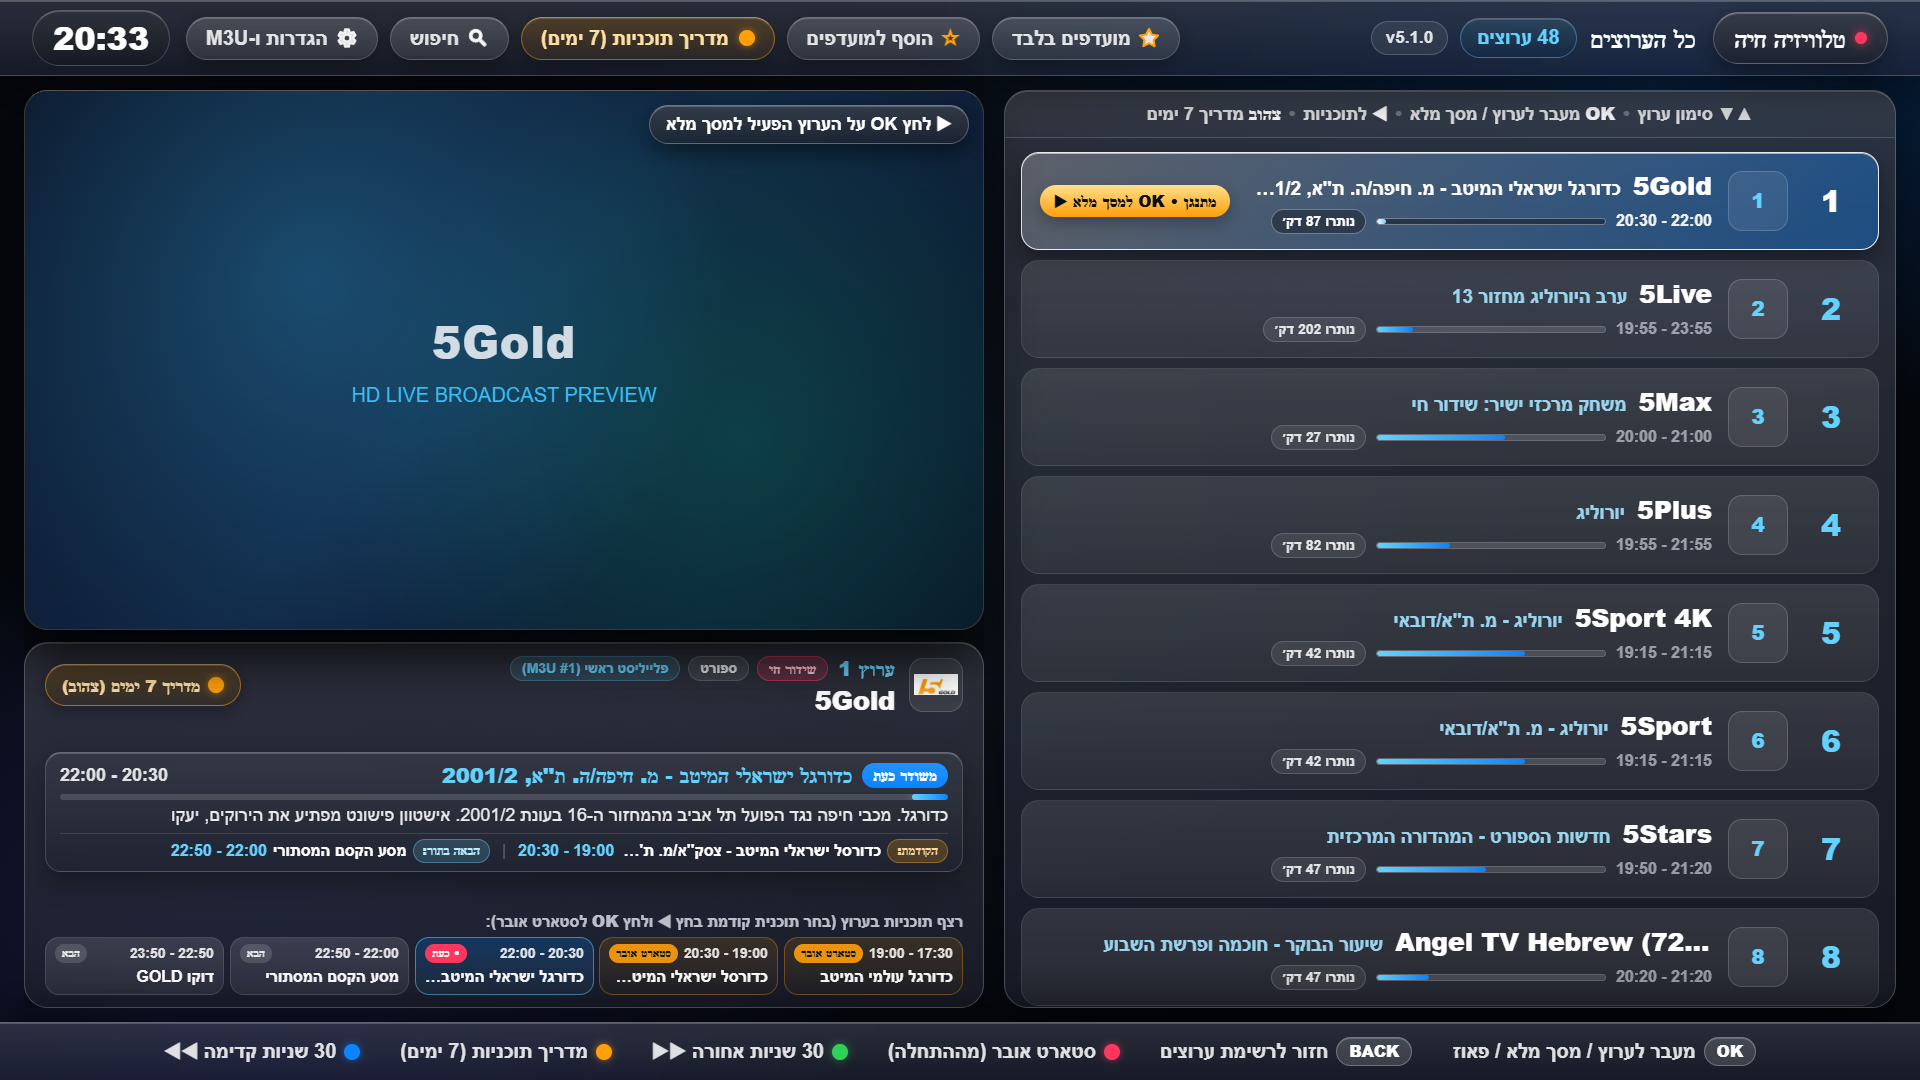 טלוויזיה חיה
כל הערוצים
48 ערוצים
v5.1.0
מועדפים בלבד
הוסף למועדפים
מדריך תוכניות (7 ימים)
חיפוש
הגדרות ו-M3U
20:33
▲▼ סימון ערוץ • OK מעבר לערוץ / מסך מלא • ◀ לתוכניות • צהוב מדריך 7 ימים
1
1
5Gold כדורגל ישראלי המיטב - מ. חיפה/ה. ת"א, 1/2...
20:30 - 22:00
נותרו 87 דק׳
מתנגן • OK למסך מלא ▶
2
2
5Live ערב היורוליג מחזור 13
19:55 - 23:55
נותרו 202 דק׳
3
3
5Max משחק מרכזי ישיר: שידור חי
20:00 - 21:00
נותרו 27 דק׳
4
4
5Plus יורוליג
19:55 - 21:55
נותרו 82 דק׳
5
5
5Sport 4K יורוליג - מ. ת"א/דובאי
19:15 - 21:15
נותרו 42 דק׳
6
6
5Sport יורוליג - מ. ת"א/דובאי
19:15 - 21:15
נותרו 42 דק׳
7
7
5Stars חדשות הספורט - המהדורה המרכזית
19:50 - 21:20
נותרו 47 דק׳
8
8
Angel TV Hebrew (72... שיעור הבוקר - חוכמה ופרשת השבוע
20:20 - 21:20
נותרו 47 דק׳
▶ לחץ OK על הערוץ הפעיל למסך מלא
5Gold
HD LIVE BROADCAST PREVIEW
5 GOLD
ערוץ 1
שידור חי
ספורט
פלייליסט ראשי (M3U #1)
5Gold
מדריך 7 ימים (צהוב)
משודר כעת
כדורגל ישראלי המיטב - מ. חיפה/ה. ת"א, 2001/2
20:30 - 22:00
כדורגל. מכבי חיפה נגד הפועל תל אביב מהמחזור ה-16 בעונת 2001/2. אישטוון פישונט מפתיע את הירוקים, יעקו
הקודמת: כדורסל ישראלי המיטב - צסק"א/מ. ת'... 19:00 - 20:30 | הבאה בתור: מסע הקסם המסתורי 22:00 - 22:50
רצף תוכניות בערוץ (בחר תוכנית קודמת בחץ ◀ ולחץ OK לסטארט אובר):
17:30 - 19:00 סטארט אובר
כדורגל עולמי המיטב
19:00 - 20:30 סטארט אובר
כדורסל ישראלי המיט...
20:30 - 22:00 • כעת
כדורגל ישראלי המיטב...
22:00 - 22:50 הבא
מסע הקסם המסתורי
22:50 - 23:50 הבא
דוקו GOLD
OK מעבר לערוץ / מסך מלא / פאוז
BACK חזור לרשימת ערוצים
סטארט אובר (מההתחלה)
30 שניות אחורה ▶▶
מדריך תוכניות (7 ימים)
30 שניות קדימה ◀◀